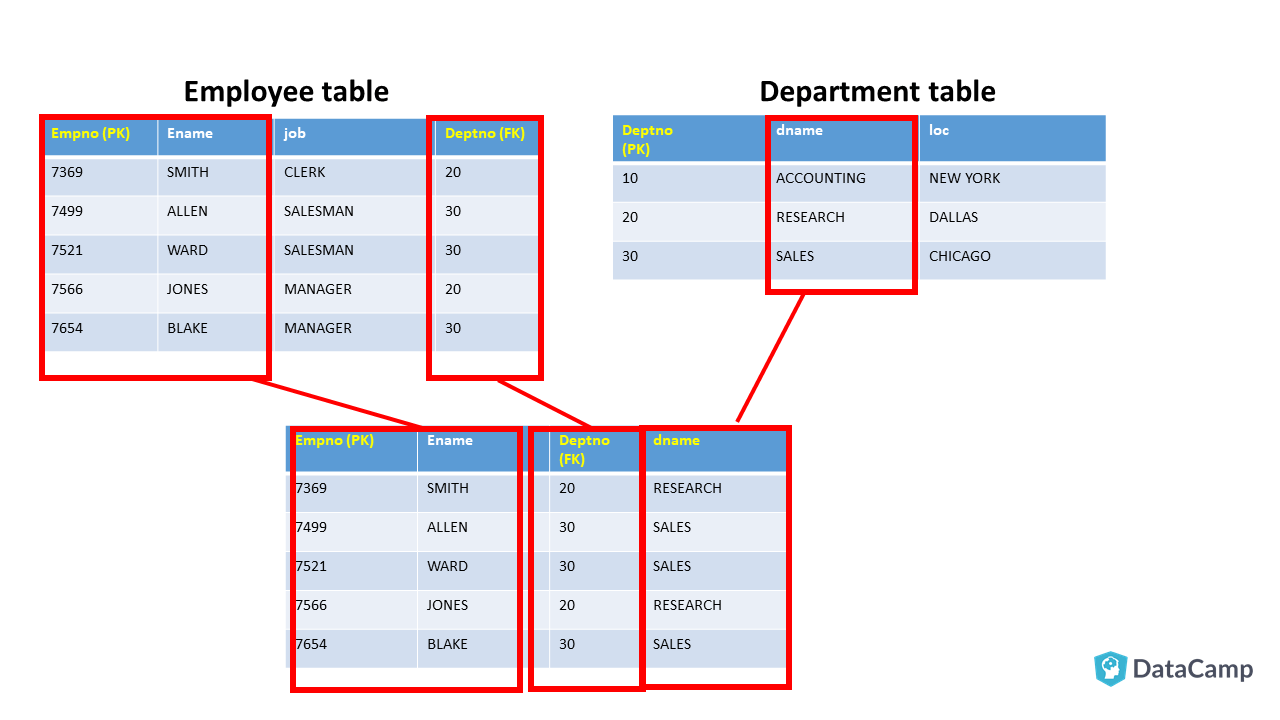 Employee table
Empno (PK) Ename job Deptno (FK)
7369 SMITH CLERK 20
7499 ALLEN SALESMAN 30
7521 WARD SALESMAN 30
7566 JONES MANAGER 20
7654 BLAKE MANAGER 30
Department table
Deptno
(PK) dname loc
10 ACCOUNTING NEW YORK
20 RESEARCH DALLAS
30 SALES CHICAGO
Empno (PK) Ename Deptno
(FK) dname
7369 SMITH 20 RESEARCH
7499 ALLEN 30 SALES
7521 WARD 30 SALES
7566 JONES 20 RESEARCH
7654 BLAKE 30 SALES
DataCamp